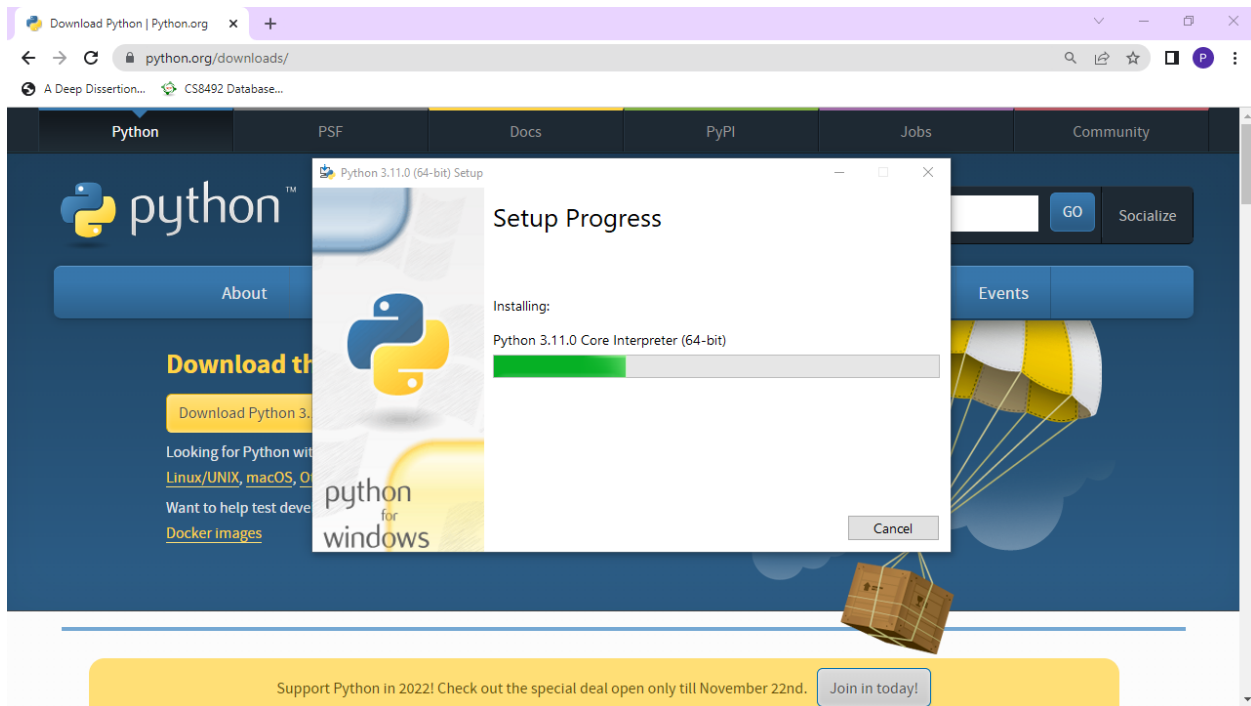 Download Python | Python.org
python.org/downloads/
P
A Deep Dissertion... CS8492 Database...
Python PSF Docs PyPI Jobs Community
python™
GO Socialize
About Events
Download
Download Python 3.
Looking for Python
Linux/UNIX, macOS,
Want to help test
Docker images
Python 3.11.0 (64-bit) Setup
Setup Progress
Installing:
Python 3.11.0 Core Interpreter (64-bit)
python
for
windows
Cancel
Support Python in 2022! Check out the special deal open only till November 22nd. Join in today!